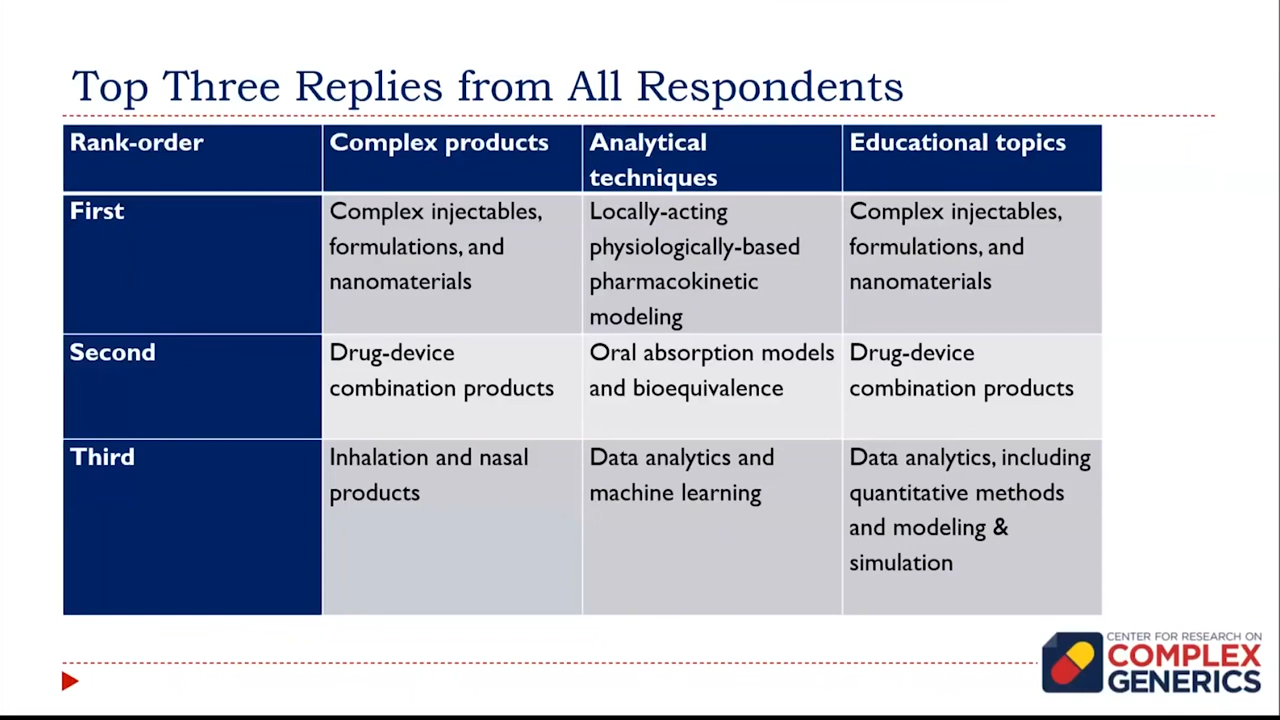 Top Three Replies from All Respondents
Rank-order
Complex products
Analytical
techniques
Educational topics
First
Complex injectables,
formulations, and
nanomaterials
Locally-acting
physiologically-based
pharmacokinetic
modeling
Complex injectables,
formulations, and
nanomaterials
Second
Drug-device
combination products
Oral absorption models
and bioequivalence
Drug-device
combination products
Third
Inhalation and nasal
products
Data analytics and
machine learning
Data analytics, including
quantitative methods
and modeling &
simulation
CENTER FOR RESEARCH ON
COMPLEX
GENERICS